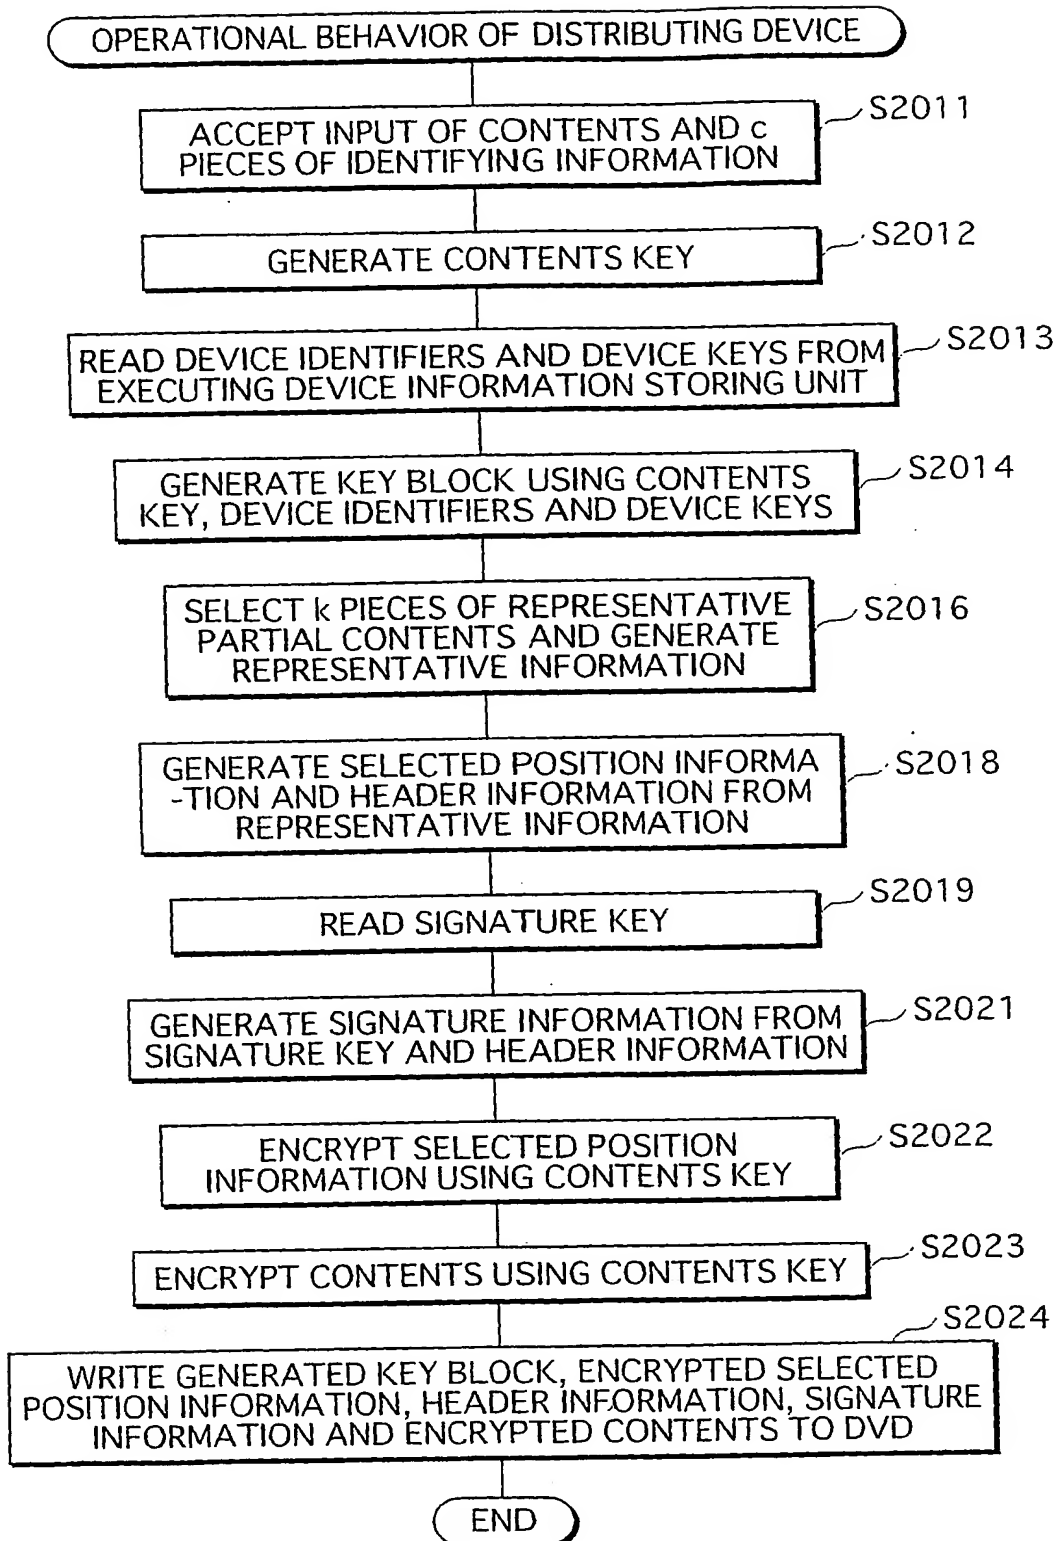 OPERATIONAL BEHAVIOR OF DISTRIBUTING DEVICE
S2011
ACCEPT INPUT OF CONTENTS AND c
PIECES OF IDENTIFYING INFORMATION
S2012
GENERATE CONTENTS KEY
S2013
READ DEVICE IDENTIFIERS AND DEVICE KEYS FROM
EXECUTING DEVICE INFORMATION STORING UNIT
S2014
GENERATE KEY BLOCK USING CONTENTS
KEY, DEVICE IDENTIFIERS AND DEVICE KEYS
S2016
SELECT k PIECES OF REPRESENTATIVE
PARTIAL CONTENTS AND GENERATE
REPRESENTATIVE INFORMATION
S2018
GENERATE SELECTED POSITION INFORMA
-TION AND HEADER INFORMATION FROM
REPRESENTATIVE INFORMATION
S2019
READ SIGNATURE KEY
S2021
GENERATE SIGNATURE INFORMATION FROM
SIGNATURE KEY AND HEADER INFORMATION
S2022
ENCRYPT SELECTED POSITION
INFORMATION USING CONTENTS KEY
S2023
ENCRYPT CONTENTS USING CONTENTS KEY
S2024
WRITE GENERATED KEY BLOCK, ENCRYPTED SELECTED
POSITION INFORMATION, HEADER INFORMATION, SIGNATURE
INFORMATION AND ENCRYPTED CONTENTS TO DVD
END